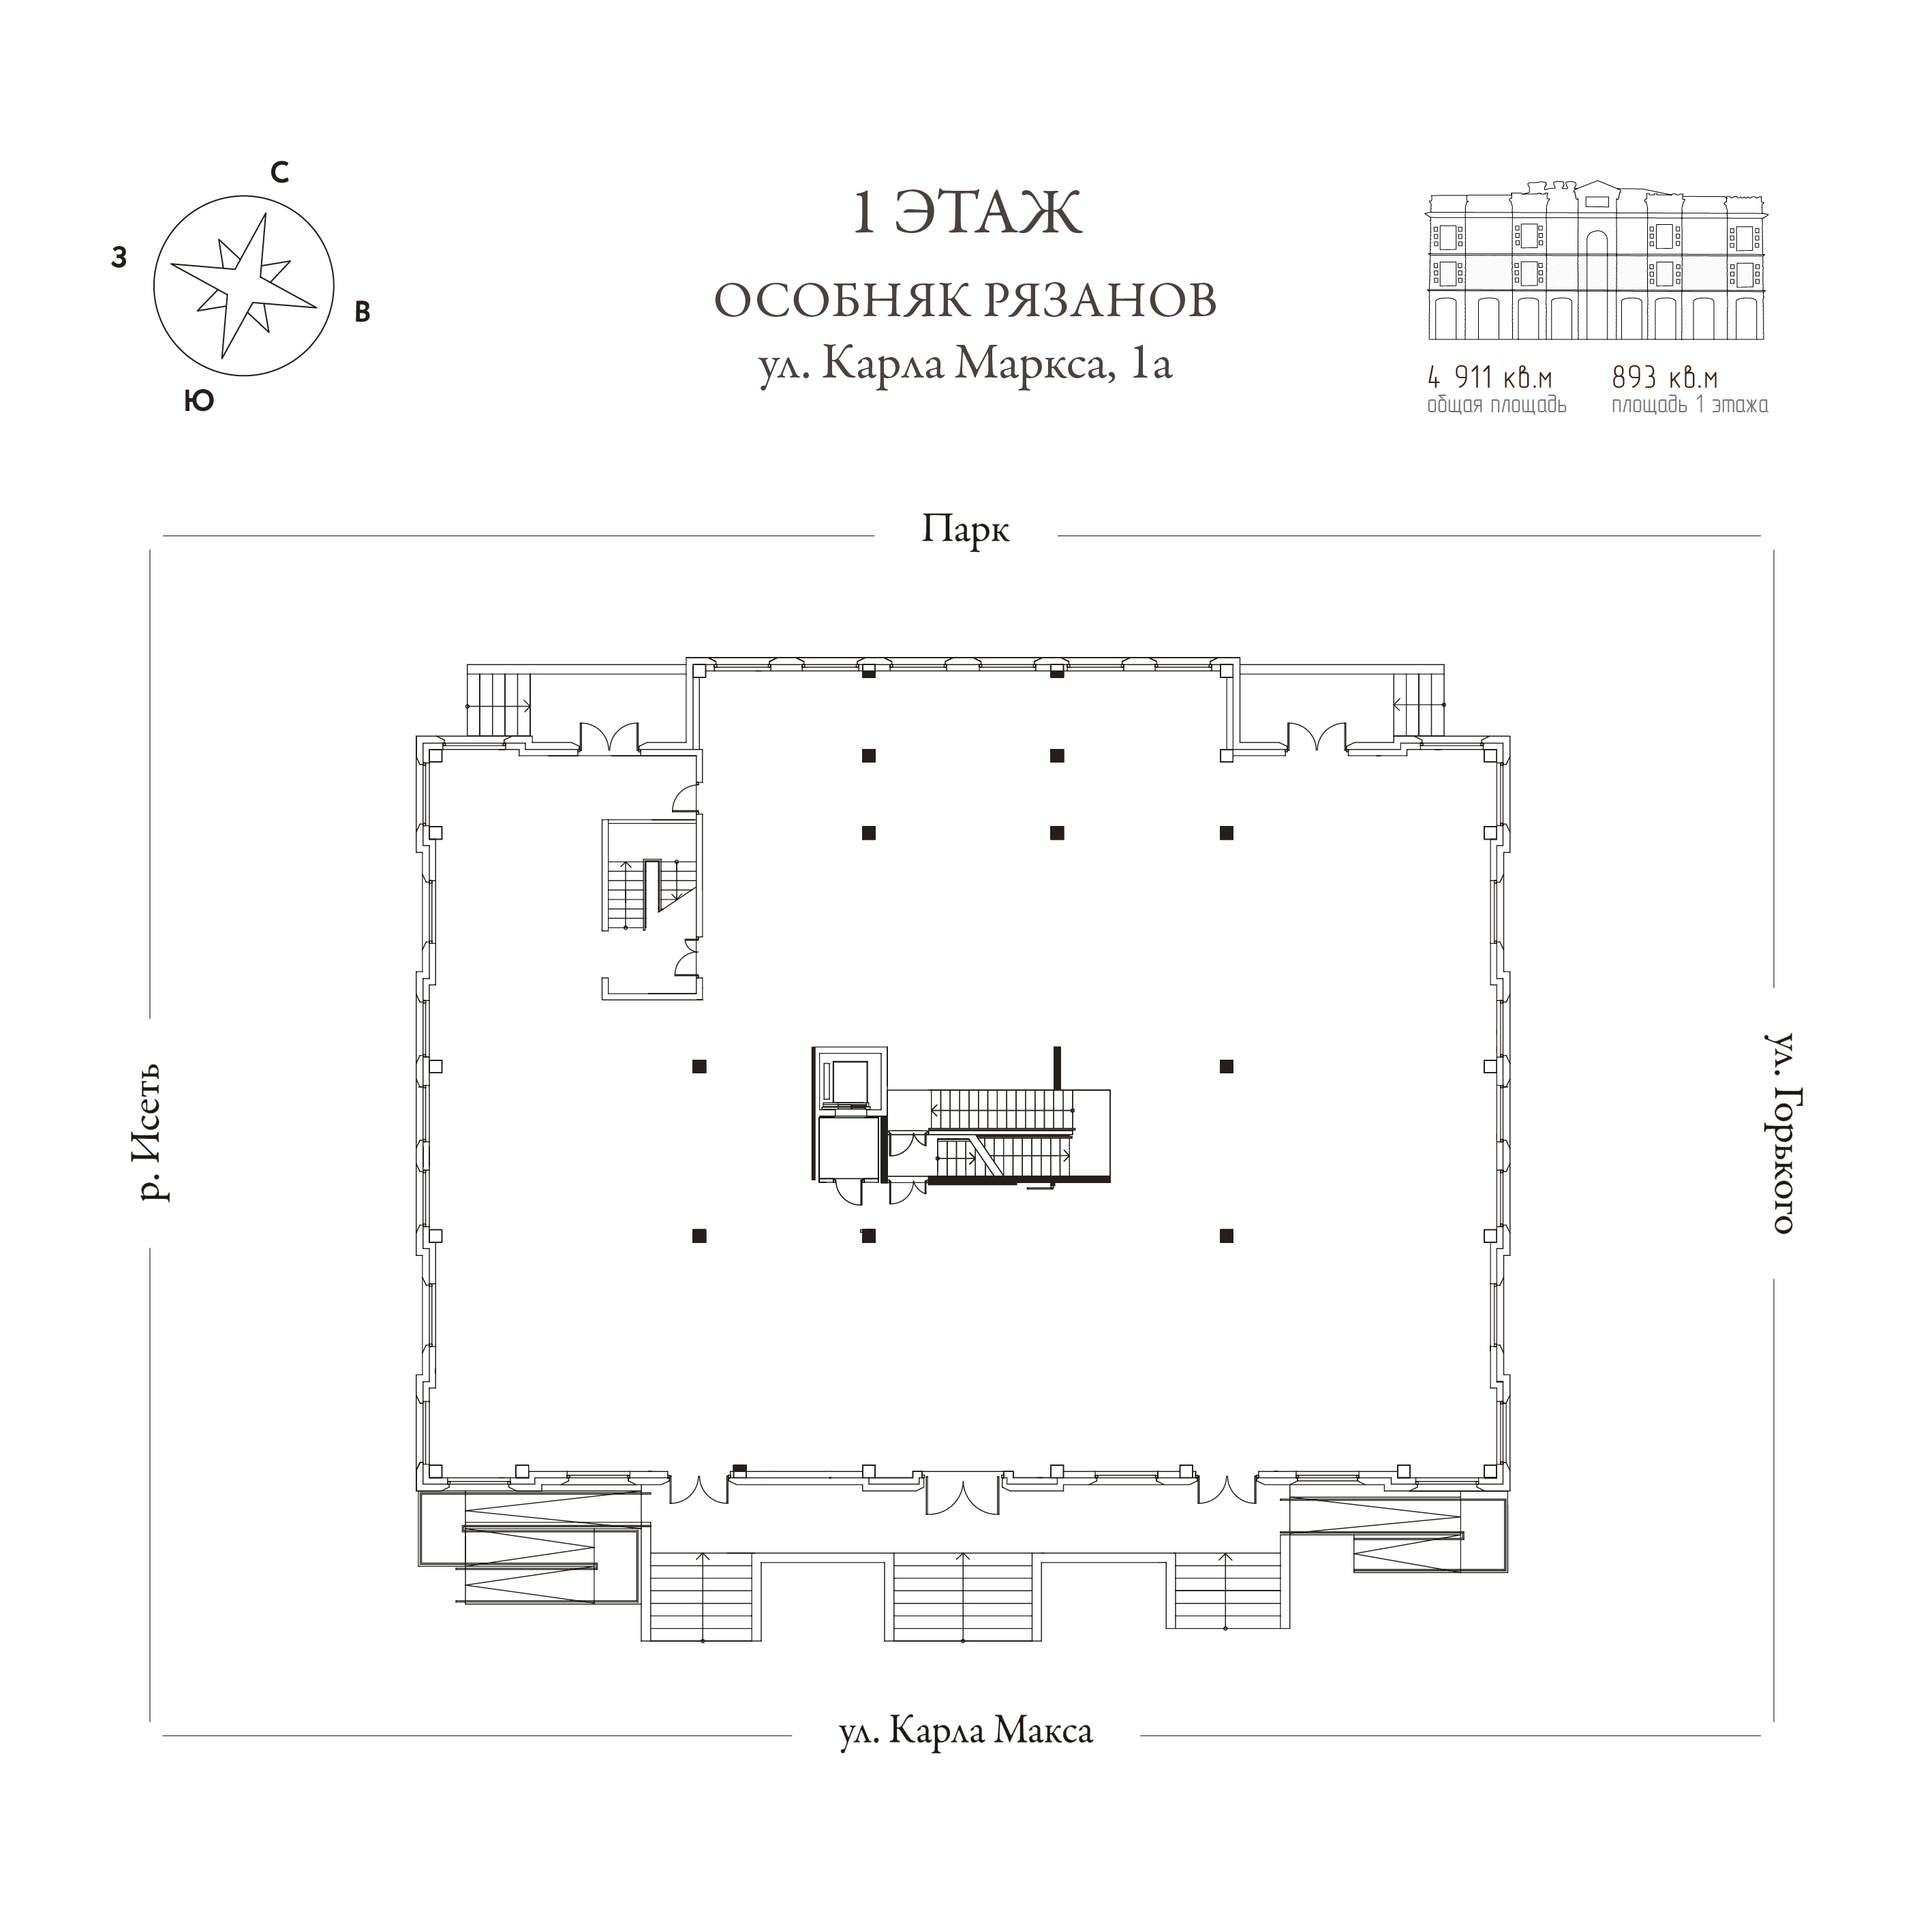 С
З
В
Ю
1 ЭТАЖ
ОСОБНЯК РЯЗАНОВ
ул. Карла Маркса, 1а
4 911 кв.м
общая площадь
893 кв.м
площадь 1 этажа
Парк
р. Исеть
ул. Горького
ул. Карла Макса